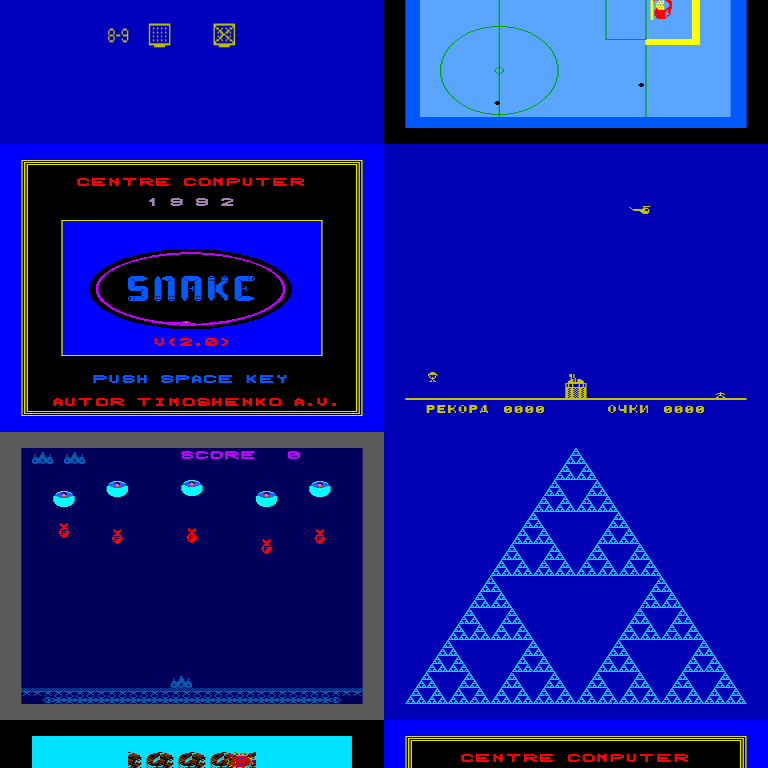 8-9
CENTRE COMPUTER
1992
SNAKE
V(2.0)
PUSH SPACE KEY
AUTOR TIMOSHENKO A.V.
РЕКОРД 0000 ОЧКИ 0000
SCORE 0
CENTRE COMPUTER